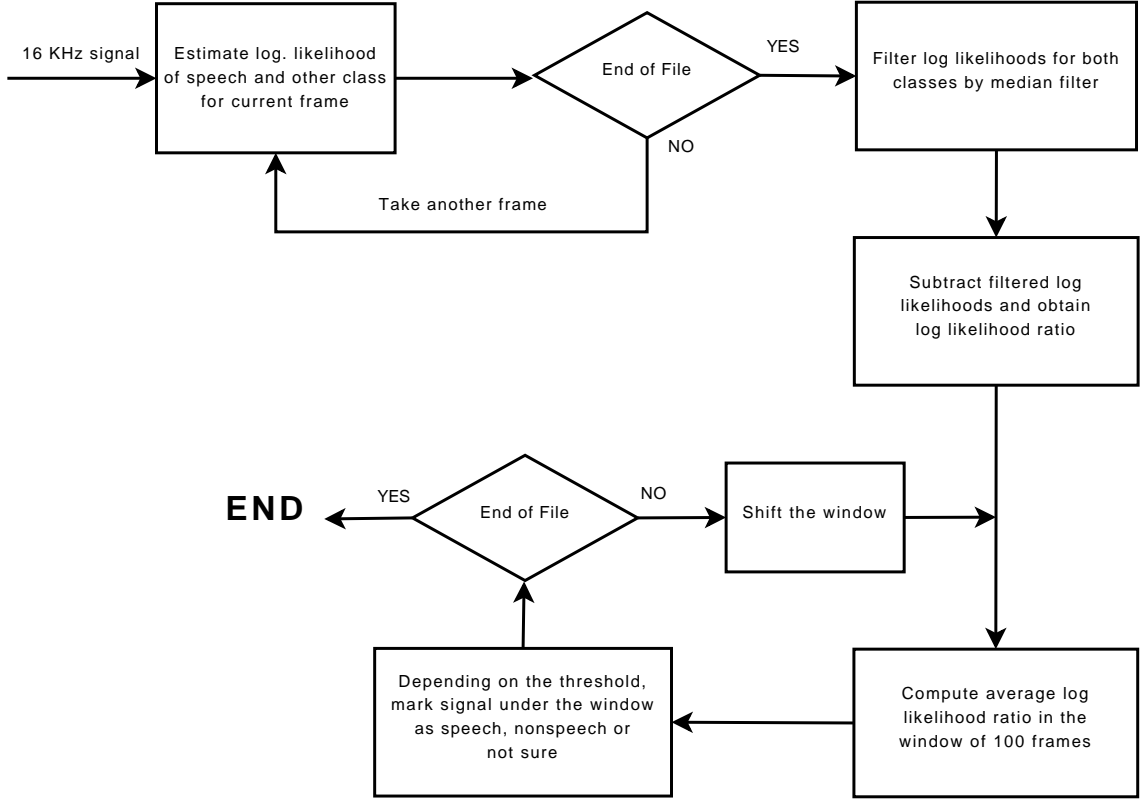 16 KHz signal
Estimate log. likelihood
of speech and other class
for current frame
End of File
YES
NO
Take another frame
Filter log likelihoods for both
classes by median filter
Subtract filtered log
likelihoods and obtain
log likelihood ratio
END
YES
End of File
NO
Shift the window
Depending on the threshold,
mark signal under the window
as speech, nonspeech or
not sure
Compute average log
likelihood ratio in the
window of 100 frames